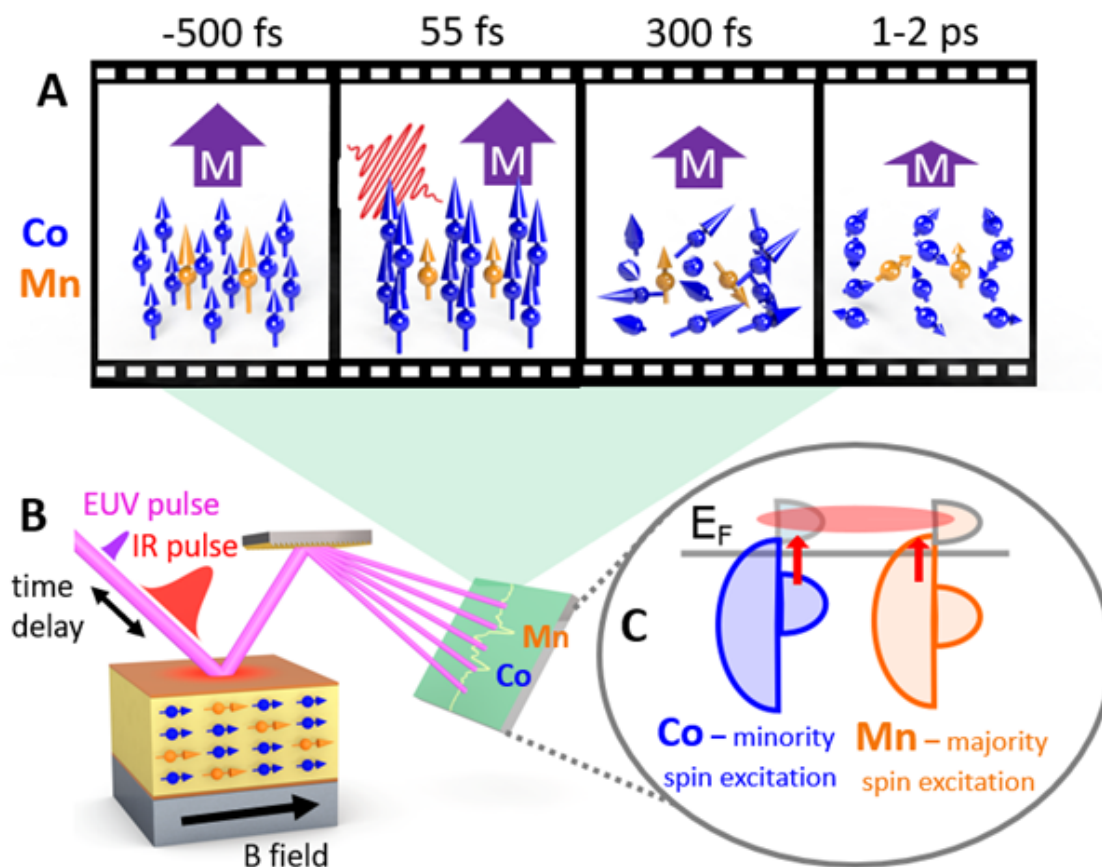 -500 fs 55 fs 300 fs 1-2 ps
A
M M M M
Co
Mn
B
EUV pulse
IR pulse
time
delay
Mn
Co
B field
E_F
C
Co – minority
spin excitation
Mn – majority
spin excitation